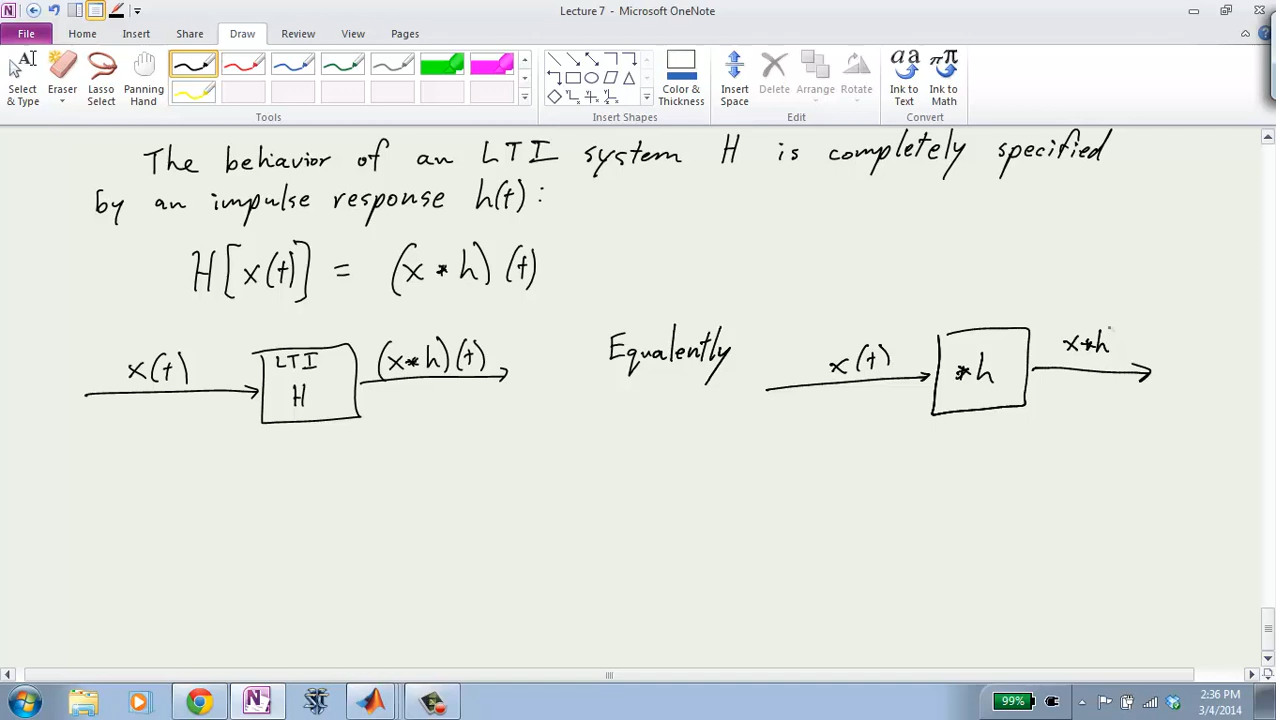 Lecture 7 - Microsoft OneNote
File Home Insert Share Draw Review View Pages
Select & Type Eraser Lasso Select Panning Hand Color & Thickness Insert Space Delete Arrange Rotate Ink to Text Ink to Math
Tools Insert Shapes Edit Convert
The behavior of an LTI system H is completely specified
by an impulse response h(t):
H[x(t)] = (x * h)(t)
x(t) LTI H (x*h)(t)
Equalently
x(t) *h x*h
99%
2:36 PM
3/4/2014